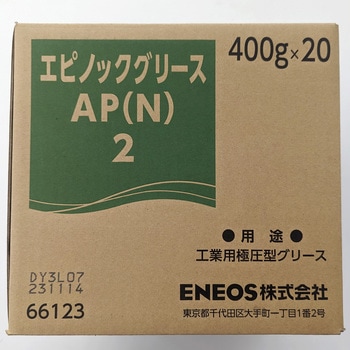 エピノックグリース
AP(N)
2
400g×20
● 用 途 ●
工業用極圧型グリース
DY3L07
231114
66123
ENEOS株式会社
東京都千代田区大手町一丁目1番2号